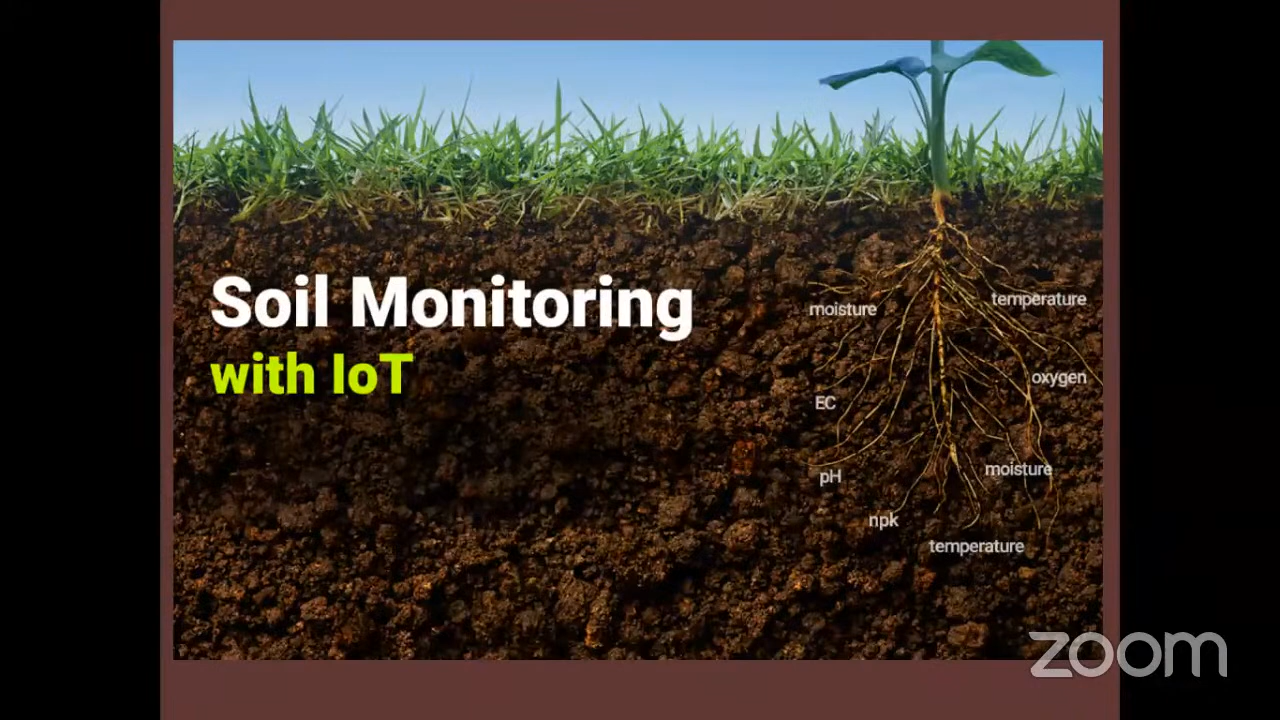 Soil Monitoring
with IoT
moisture
temperature
oxygen
EC
pH
moisture
npk
temperature
zoom